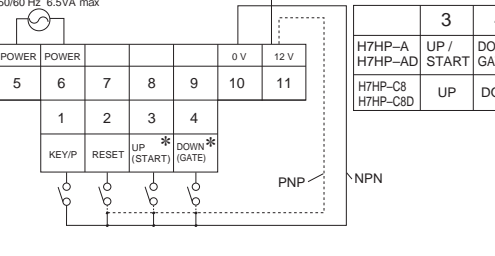 50/60 Hz 6.5VA max
POWER POWER 0 V 12 V
5 6 7 8 9 10 11
1 2 3 4
KEY/P RESET UP (START) * DOWN (GATE) *
PNP NPN
3
H7HP–A
H7HP–AD
UP /
START
H7HP–C8
H7HP–C8D
UP